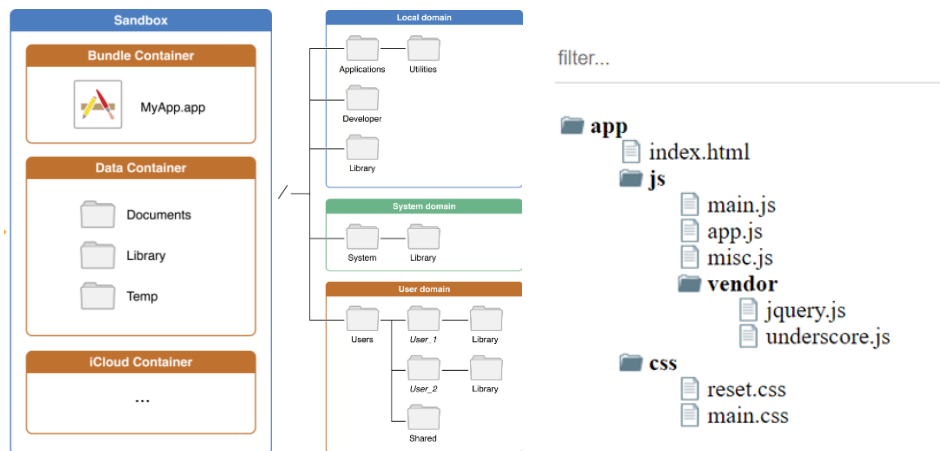 Sandbox
Bundle Container
MyApp.app
Data Container
Documents
Library
Temp
iCloud Container
...
/
Local domain
Applications
Utilities
Developer
Library
System domain
System
Library
User domain
Users
User_1
Library
User_2
Library
Shared
filter...
app
index.html
js
main.js
app.js
misc.js
vendor
jquery.js
underscore.js
css
reset.css
main.css